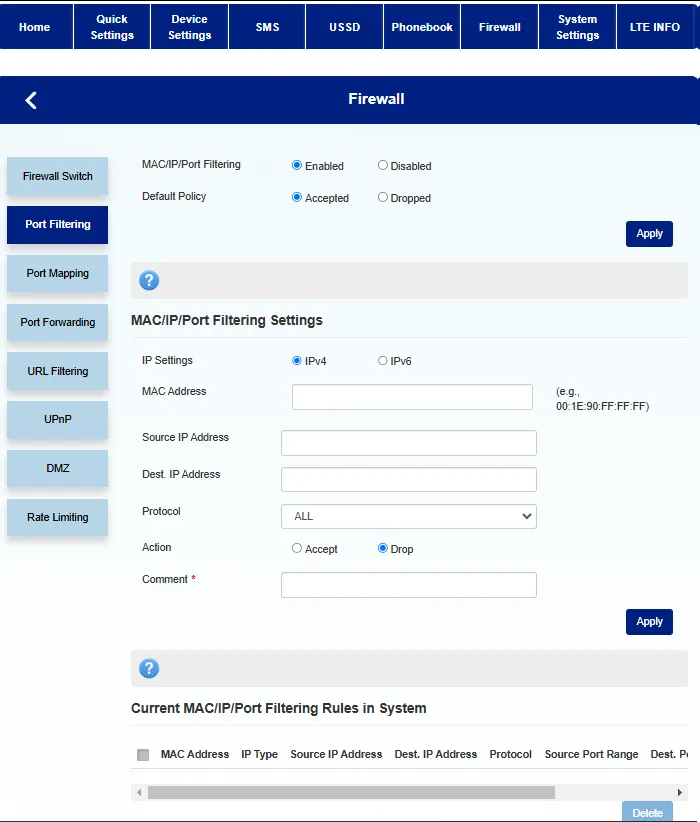 Home
Quick
Settings
Device
Settings
SMS
USSD
Phonebook
Firewall
System
Settings
LTE INFO
Firewall
Firewall Switch
Port Filtering
Port Mapping
Port Forwarding
URL Filtering
UPnP
DMZ
Rate Limiting
MAC/IP/Port Filtering Enabled Disabled
Default Policy Accepted Dropped
Apply
?
MAC/IP/Port Filtering Settings
IP Settings IPv4 IPv6
MAC Address (e.g.,
00:1E:90:FF:FF:FF)
Source IP Address
Dest. IP Address
Protocol ALL
Action Accept Drop
Comment *
Apply
?
Current MAC/IP/Port Filtering Rules in System
MAC Address IP Type Source IP Address Dest. IP Address Protocol Source Port Range Dest.
Delete